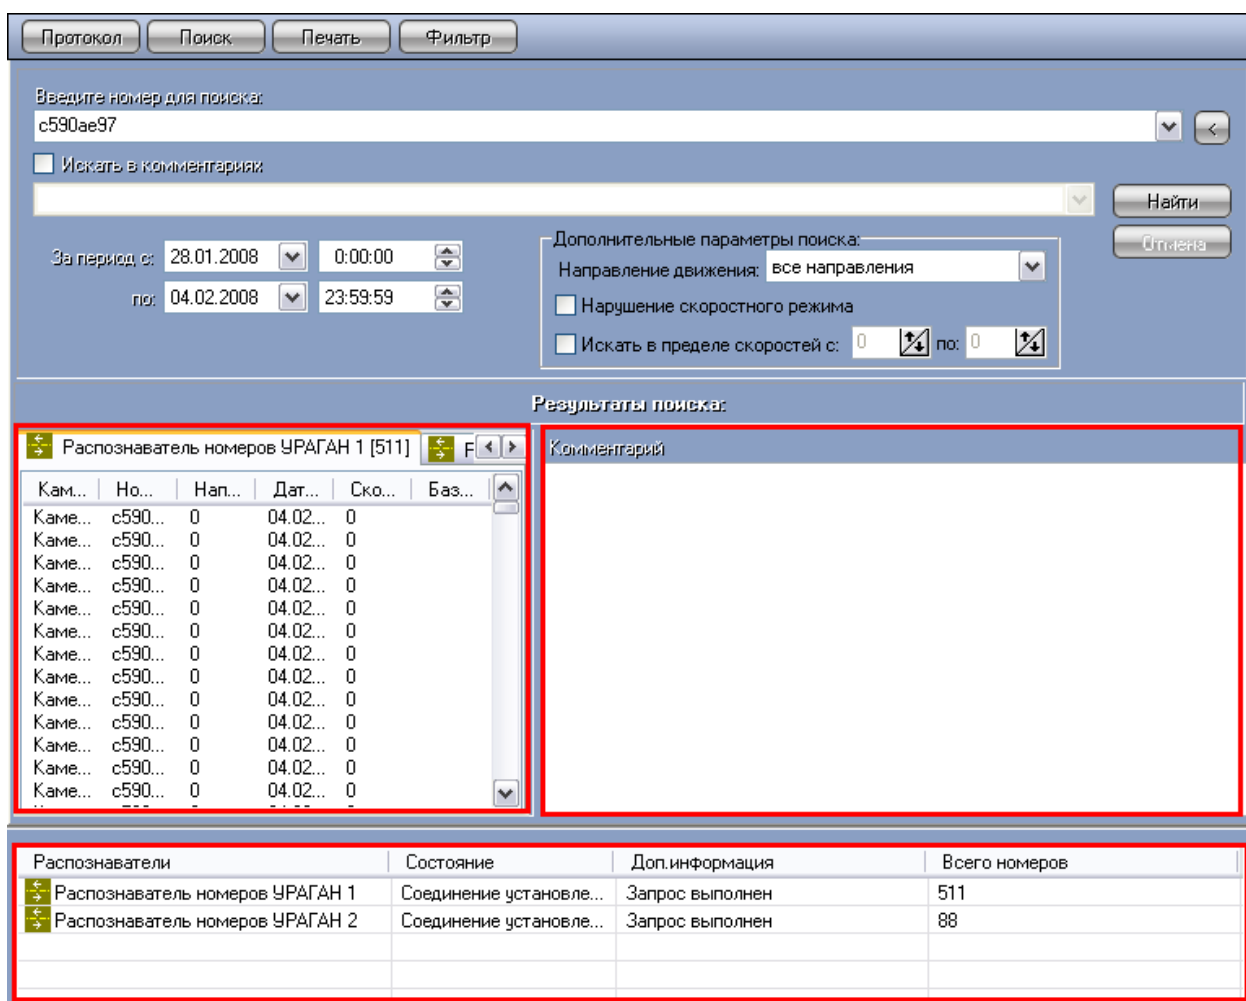 Протокол Поиск Печать Фильтр
Введите номер для поиска:
c590ae97
<
Искать в комментариях
Найти
Отмена
За период с: 28.01.2008 0:00:00
по: 04.02.2008 23:59:59
Дополнительные параметры поиска:
Направление движения: все направления
Нарушение скоростного режима
Искать в пределе скоростей с: 0 по: 0
Результаты поиска:
Распознаватель номеров УРАГАН 1 [511]
Комментарий
Кам... Но... Нап... Дат... Ско... Баз...
Каме... c590... 0 04.02... 0
Каме... c590... 0 04.02... 0
Каме... c590... 0 04.02... 0
Каме... c590... 0 04.02... 0
Каме... c590... 0 04.02... 0
Каме... c590... 0 04.02... 0
Каме... c590... 0 04.02... 0
Каме... c590... 0 04.02... 0
Каме... c590... 0 04.02... 0
Каме... c590... 0 04.02... 0
Каме... c590... 0 04.02... 0
Каме... c590... 0 04.02... 0
Каме... c590... 0 04.02... 0
Распознаватели Состояние Доп.информация Всего номеров
Распознаватель номеров УРАГАН 1 Соединение установле... Запрос выполнен 511
Распознаватель номеров УРАГАН 2 Соединение установле... Запрос выполнен 88